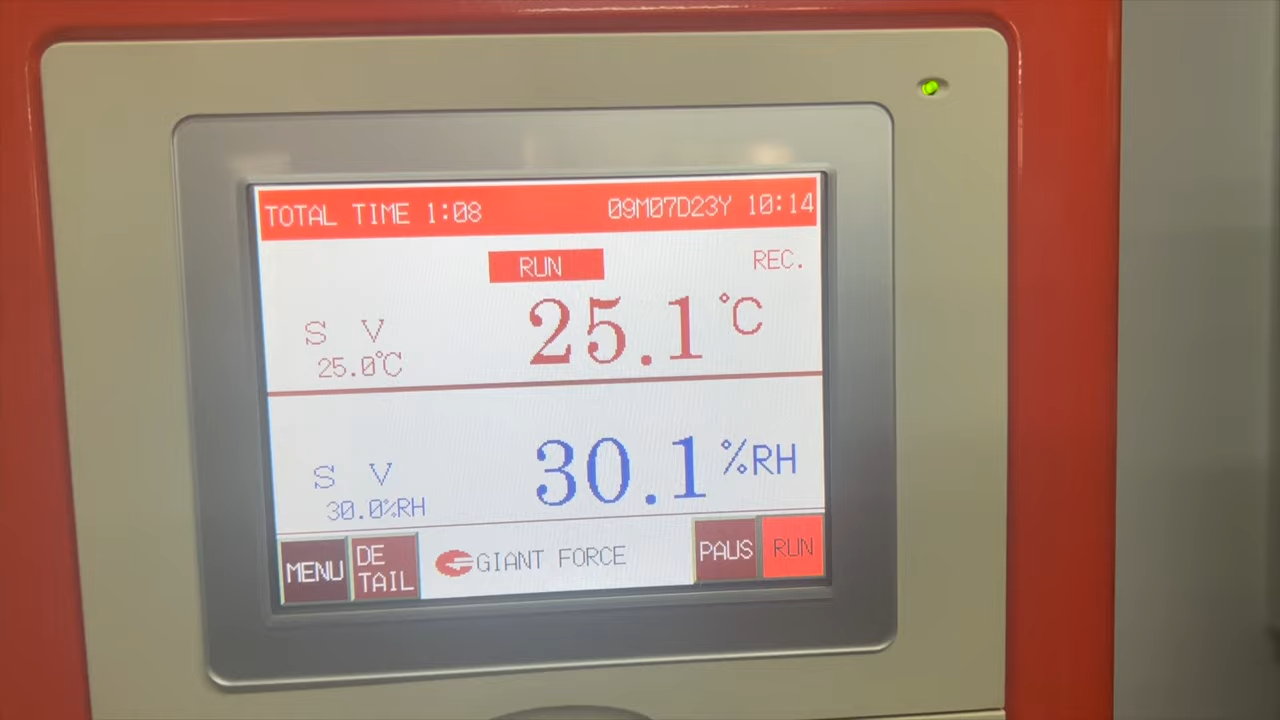 TOTAL TIME 1:08 09M07D23Y 10:14
RUN REC.
S V 25.1 °C
25.0℃
S V 30.1 %RH
30.0%RH
MENU DE TAIL GIANT FORCE PAUS RUN